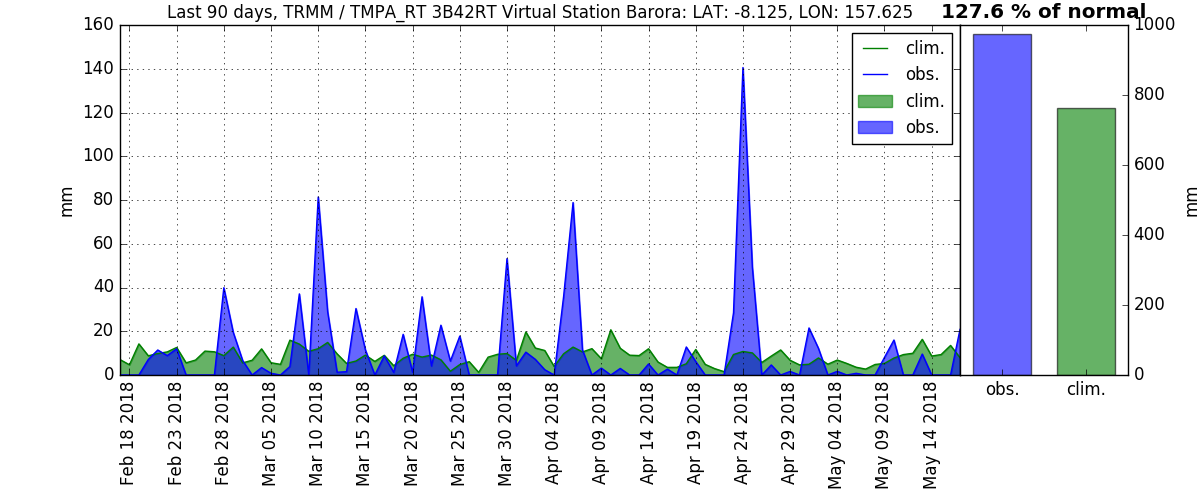 Last 90 days, TRMM / TMPA_RT 3B42RT Virtual Station Barora: LAT: -8.125, LON: 157.625
127.6 % of normal
160
140
120
100
80
60
40
20
0
mm
clim.
obs.
clim.
obs.
Feb 18 2018
Feb 23 2018
Feb 28 2018
Mar 05 2018
Mar 10 2018
Mar 15 2018
Mar 20 2018
Mar 25 2018
Mar 30 2018
Apr 04 2018
Apr 09 2018
Apr 14 2018
Apr 19 2018
Apr 24 2018
Apr 29 2018
May 04 2018
May 09 2018
May 14 2018
1000
800
600
400
200
0
mm
obs.
clim.